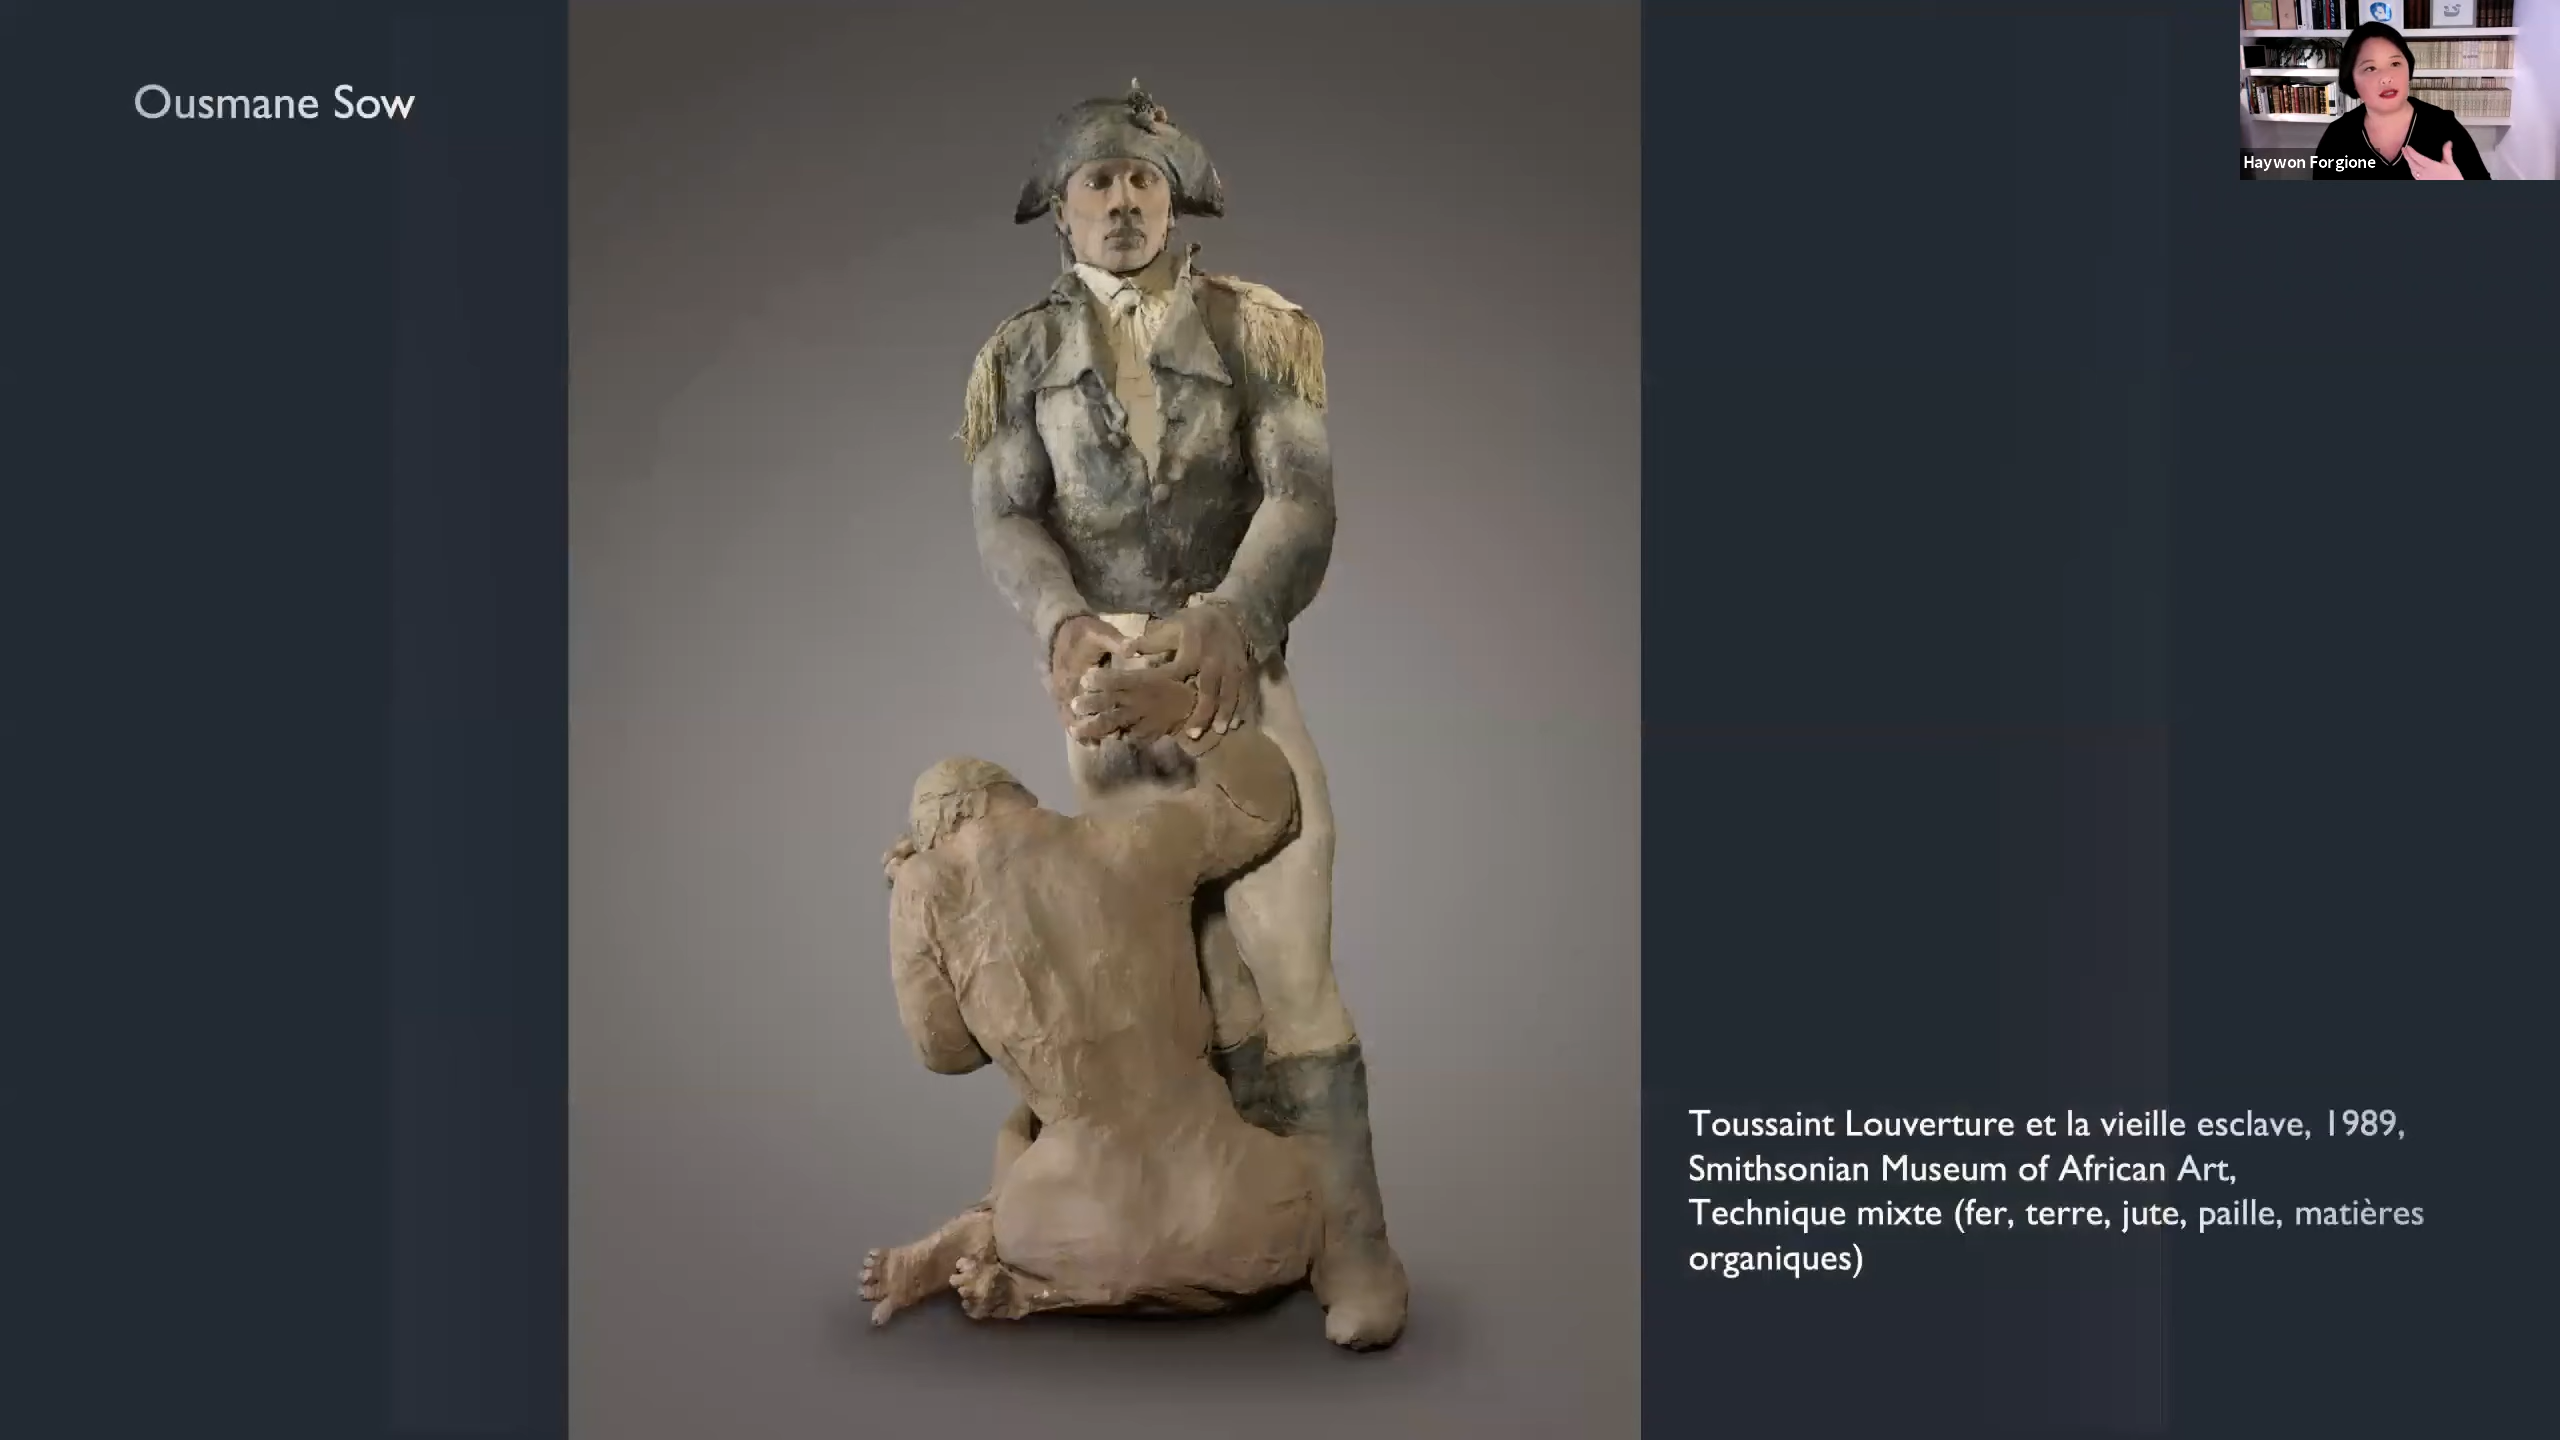 Ousmane Sow
Haywon Forgione
Toussaint Louverture et la vieille esclave, 1989,
Smithsonian Museum of African Art,
Technique mixte (fer, terre, jute, paille, matières
organiques)